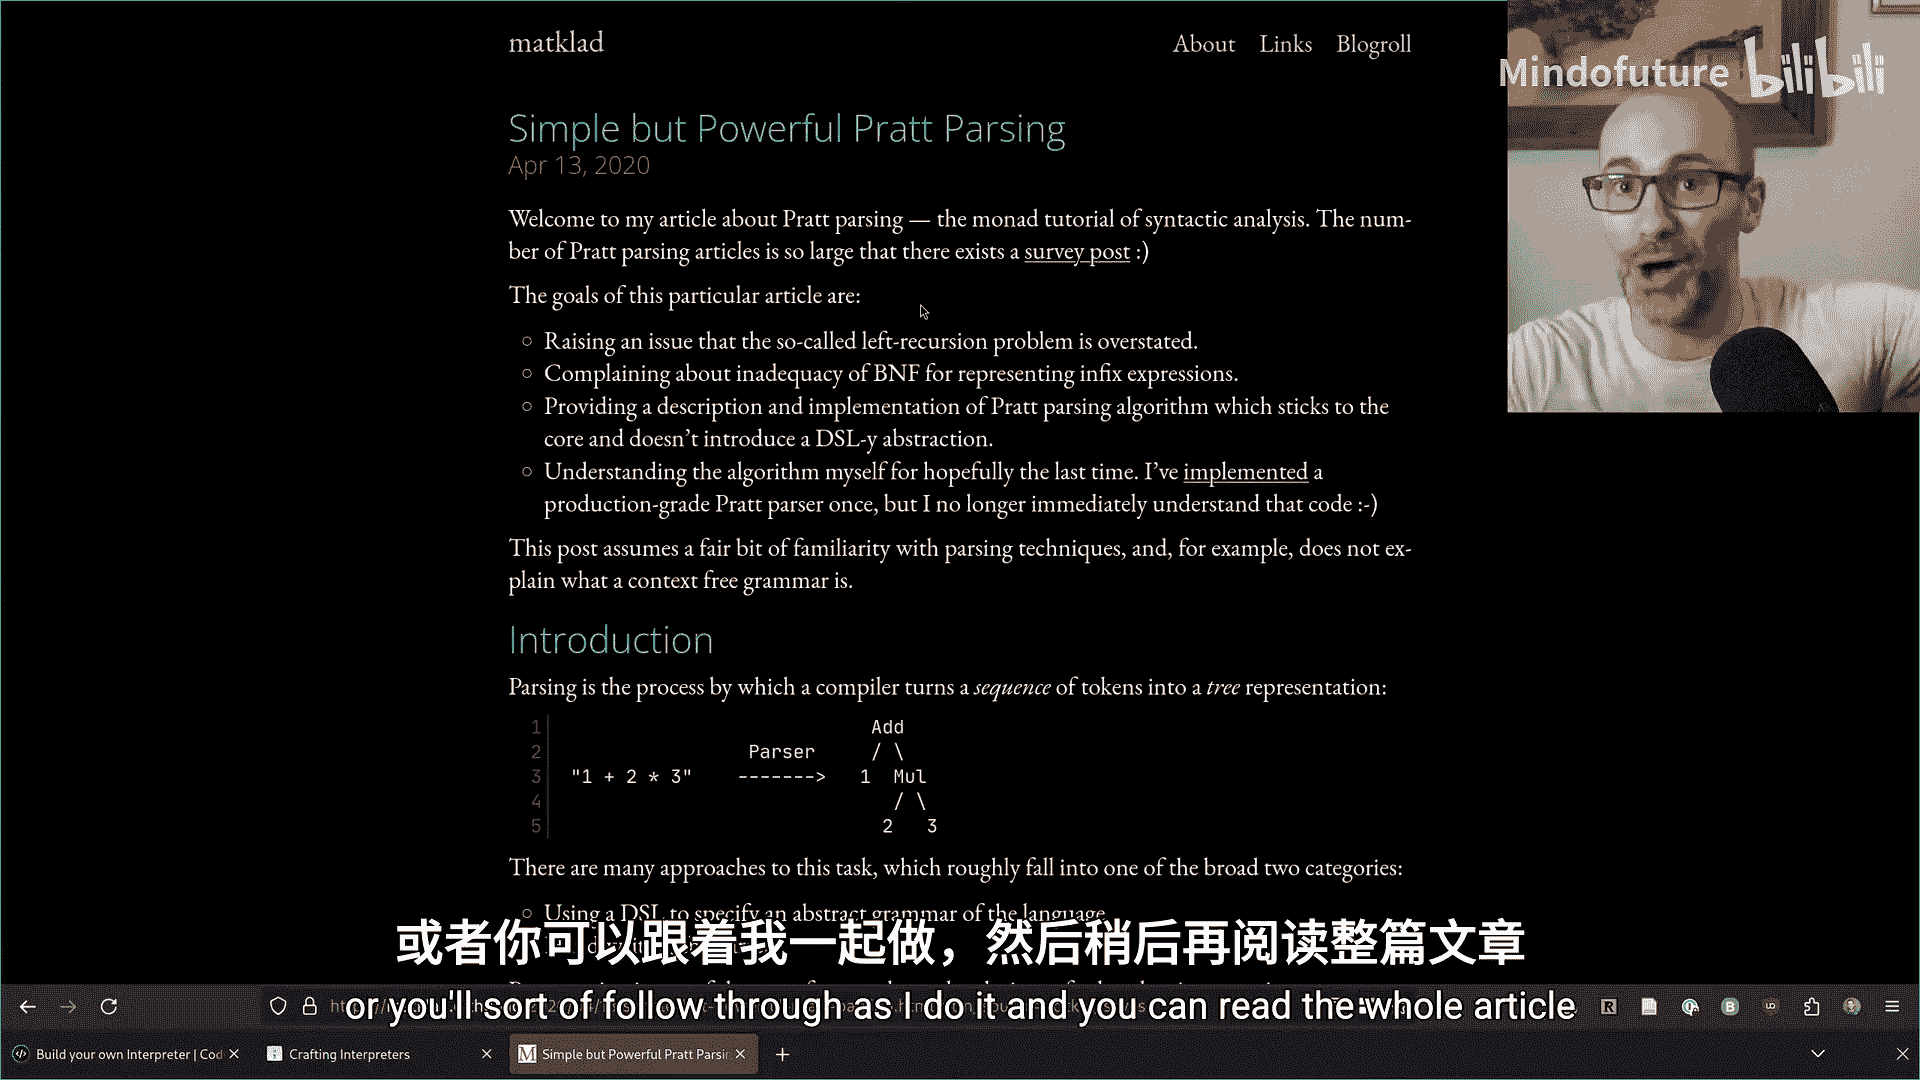 matklad
About Links Blogroll
Mindofuture bilibili
Simple but Powerful Pratt Parsing
Apr 13, 2020
Welcome to my article about Pratt parsing — the monad tutorial of syntactic analysis. The num-
ber of Pratt parsing articles is so large that there exists a survey post :)
The goals of this particular article are:
Raising an issue that the so-called left-recursion problem is overstated.
Complaining about inadequacy of BNF for representing infix expressions.
Providing a description and implementation of Pratt parsing algorithm which sticks to the
core and doesn’t introduce a DSL-y abstraction.
Understanding the algorithm myself for hopefully the last time. I’ve implemented a
production-grade Pratt parser once, but I no longer immediately understand that code :-)
This post assumes a fair bit of familiarity with parsing techniques, and, for example, does not ex-
plain what a context free grammar is.
Introduction
Parsing is the process by which a compiler turns a sequence of tokens into a tree representation:
1 Add
2 Parser / \
3 "1 + 2 * 3" -------> 1 Mul
4 / \
5 2 3
There are many approaches to this task, which roughly fall into one of the broad two categories:
Using a DSL to specify an abstract grammar of the language
或者你可以跟着我一起做，然后稍后再阅读整篇文章
or you'll sort of follow through as I do it and you can read the whole article
Build your own Interpreter | Cod
Crafting Interpreters
Simple but Powerful Pratt Parsin